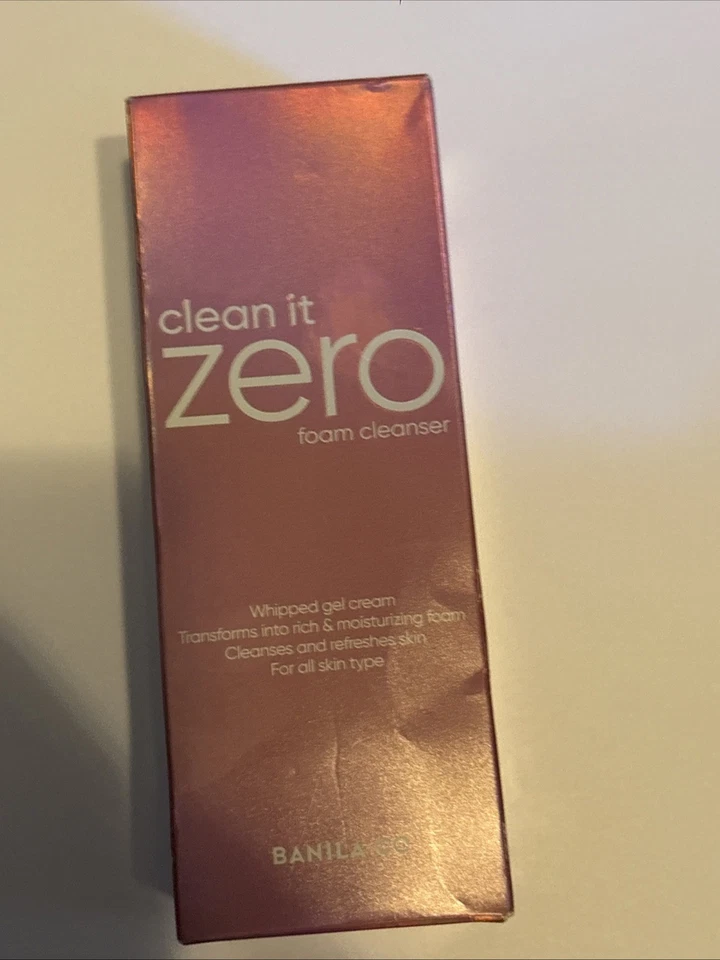 clean it
zero
foam cleanser
Whipped gel cream
Transforms into rich & moisturizing foam
Cleanses and refreshes skin
For all skin type
BANILA CO